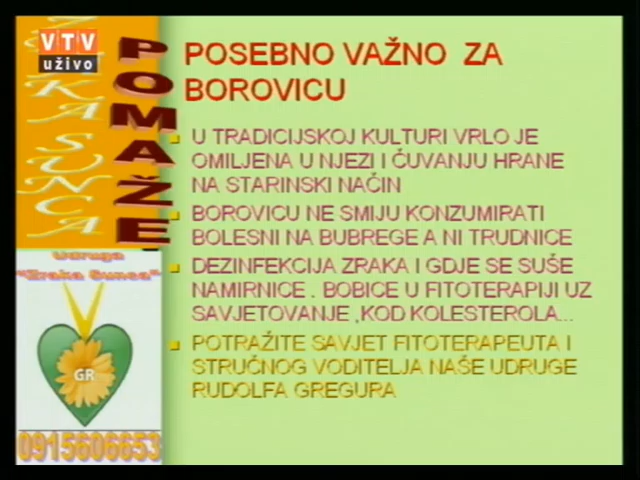 VTV
uživo
ZRAKA SUNCA
POMAŽE
Udruga
"Zraka Sunca"
GR
0915606653
POSEBNO VAŽNO ZA
BOROVICU
U TRADICIJSKOJ KULTURI VRLO JE
OMILJENA U NJEZI I ČUVANJU HRANE
NA STARINSKI NAČIN
BOROVICU NE SMIJU KONZUMIRATI
BOLESNI NA BUBREGE A NI TRUDNICE
DEZINFEKCIJA ZRAKA I GDJE SE SUŠE
NAMIRNICE . BOBICE U FITOTERAPIJI UZ
SAVJETOVANJE ,KOD KOLESTEROLA...
POTRAŽITE SAVJET FITOTERAPEUTA I
STRUČNOG VODITELJA NAŠE UDRUGE
RUDOLFA GREGURA